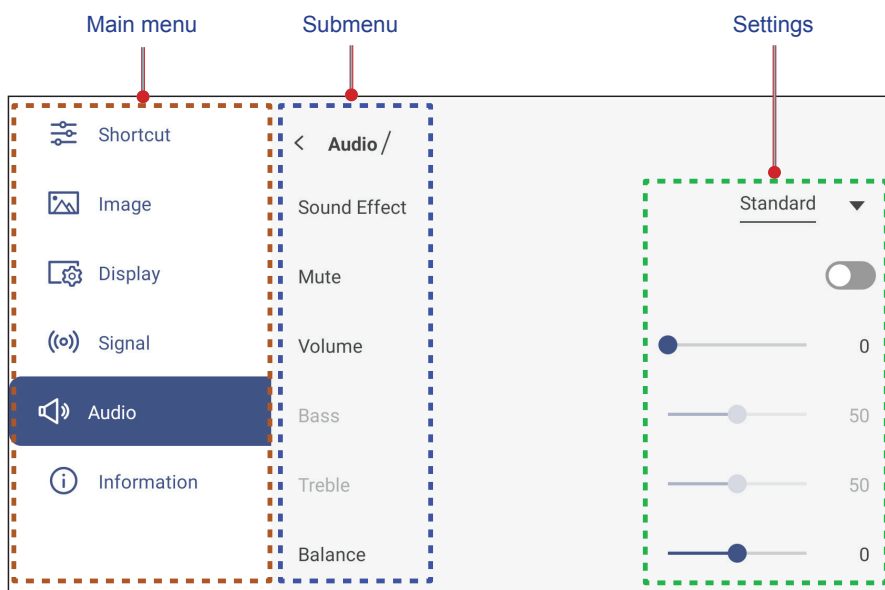 Main menu Submenu Settings
Shortcut
Audio /
Image
Sound Effect
Standard
Display
Mute
Signal
Volume
0
Audio
Bass
50
Information
Treble
50
Balance
0